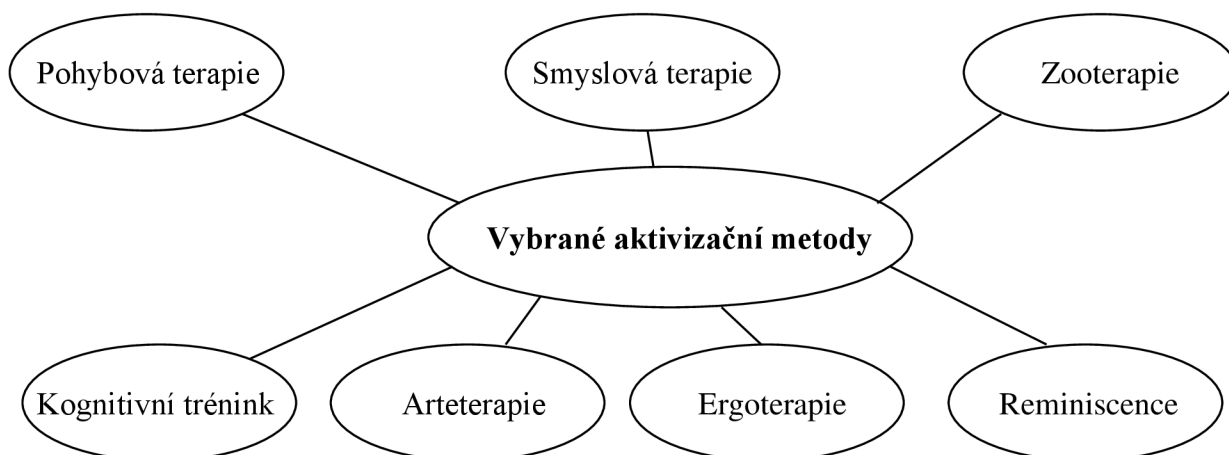 Pohybová terapie
Smyslová terapie
Zooterapie
Vybrané aktivizační metody
Kognitivní trénink
Arteterapie
Ergoterapie
Reminiscence